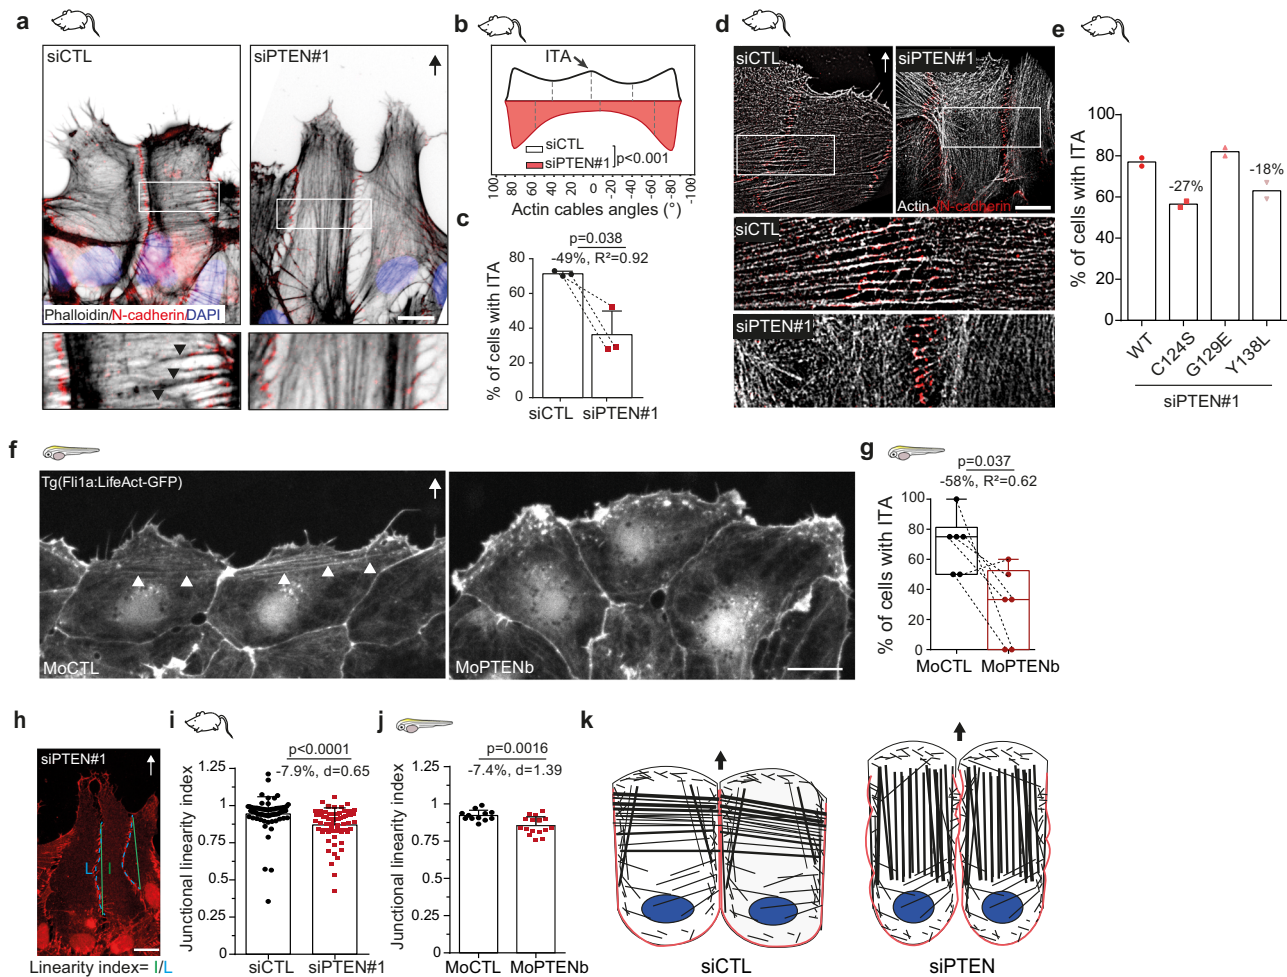 a
siCTL
siPTEN#1
Phalloidin/N-cadherin/DAPI
b
ITA
siCTL
siPTEN#1
p<0.001
100 80 60 40 20 0 -20 -40 -60 -80 -100
Actin cables angles (°)
c
p=0.038
-49%, R²=0.92
% of cells with ITA
80
60
40
20
0
siCTL siPTEN#1
d
siCTL
siPTEN#1
Actin -/N-cadherin
siCTL
siPTEN#1
e
% of cells with ITA
100
80
60
40
20
0
-27%
-18%
WT
C124S
G129E
Y138L
siPTEN#1
f
Tg(Fli1a:LifeAct-GFP)
MoCTL
MoPTENb
g
p=0.037
-58%, R²=0.62
% of cells with ITA
100
80
60
40
20
0
MoCTL MoPTENb
h
siPTEN#1
L l
l
Linearity index= l/L
i
p<0.0001
-7.9%, d=0.65
Junctional linearity index
1.25
1
0.75
0.5
0.25
0
siCTL siPTEN#1
j
p=0.0016
-7.4%, d=1.39
Junctional linearity index
1.25
1
0.75
0.5
0.25
0
MoCTL MoPTENb
k
siCTL
siPTEN